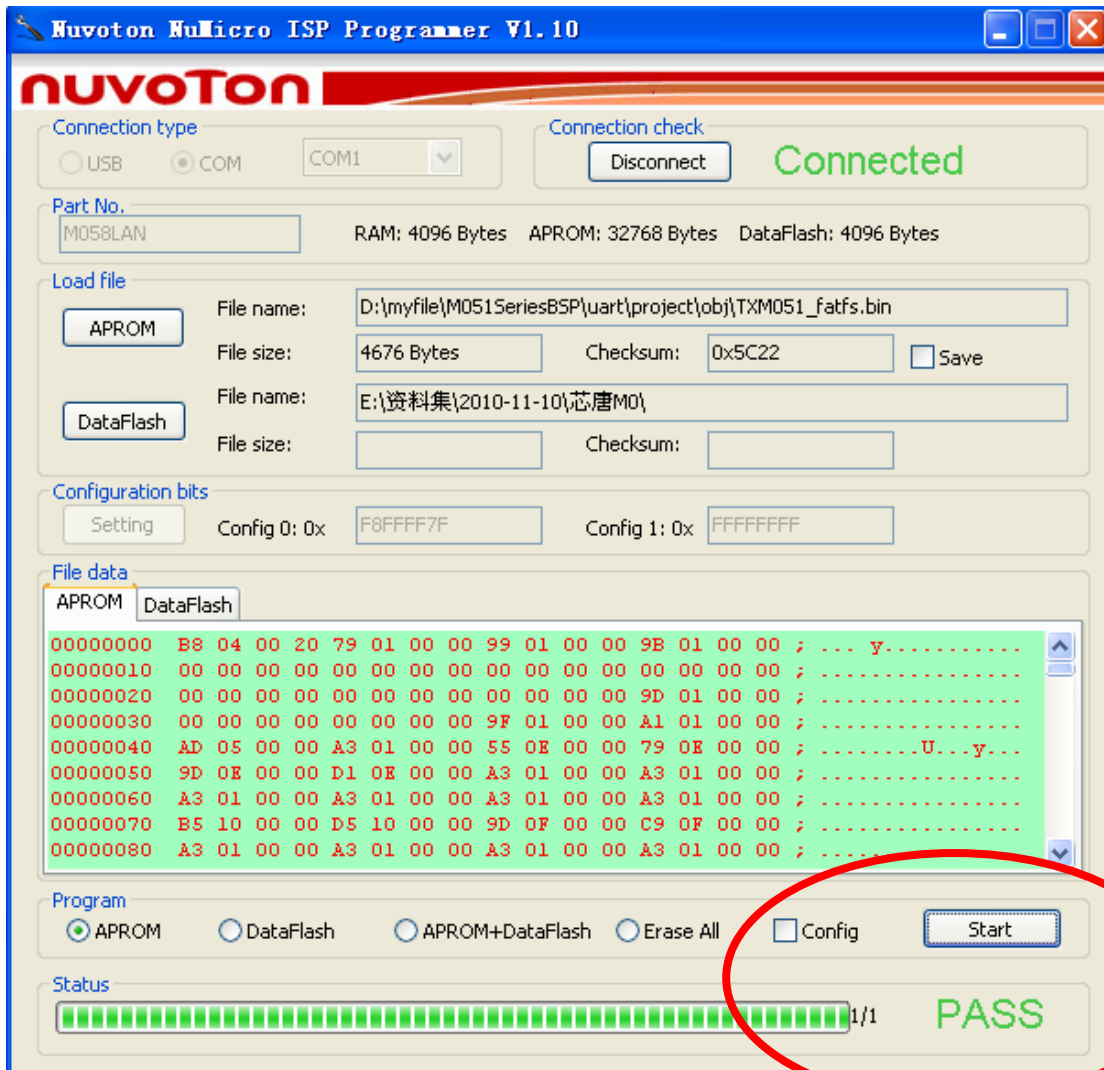 Nuvoton NuMicro ISP Programmer V1.10
nuvoTon
Connection type
USB COM COM1
Connection check
Disconnect Connected
Part No.
M058LAN RAM: 4096 Bytes APROM: 32768 Bytes DataFlash: 4096 Bytes
Load file
APROM
File name: D:\myfile\M051SeriesBSP\uart\project\obj\TXM051_fatfs.bin
File size: 4676 Bytes Checksum: 0x5C22 Save
DataFlash
File name: E:\资料集\2010-11-10\芯唐M0\
File size: Checksum:
Configuration bits
Setting Config 0: 0x F8FFFF7F Config 1: 0x FFFFFFFF
File data
APROM DataFlash
00000000 B8 04 00 20 79 01 00 00 99 01 00 00 9B 01 00 00 ; ... y...........
00000010 00 00 00 00 00 00 00 00 00 00 00 00 00 00 00 00 ; ................
00000020 00 00 00 00 00 00 00 00 00 00 00 00 9D 01 00 00 ; ................
00000030 00 00 00 00 00 00 00 00 9F 01 00 00 A1 01 00 00 ; ................
00000040 AD 05 00 00 A3 01 00 00 55 0E 00 00 79 0E 00 00 ; ........U...y...
00000050 9D 0E 00 00 D1 0E 00 00 A3 01 00 00 A3 01 00 00 ; ................
00000060 A3 01 00 00 A3 01 00 00 A3 01 00 00 A3 01 00 00 ; ................
00000070 B5 10 00 00 D5 10 00 00 9D 0F 00 00 C9 0F 00 00 ; ................
00000080 A3 01 00 00 A3 01 00 00 A3 01 00 00 A3 01 00 00 ; ................
Program
APROM DataFlash APROM+DataFlash Erase All Config Start
Status
1/1 PASS